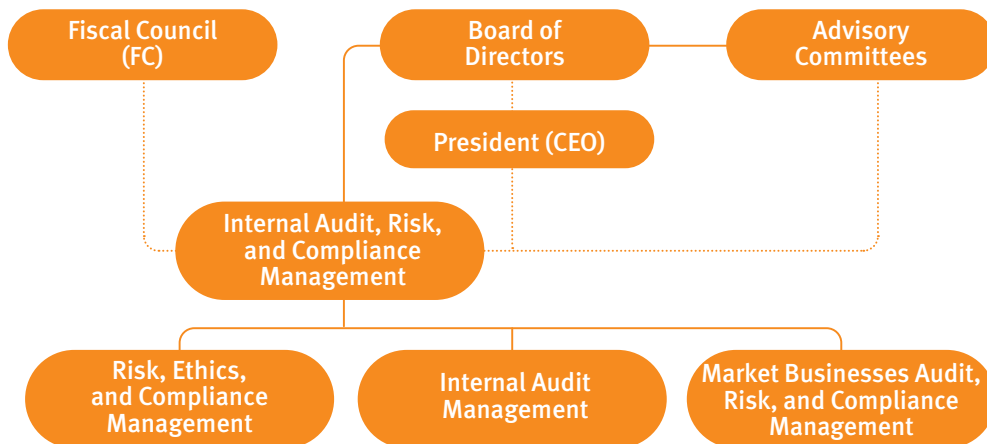 Fiscal Council
(FC)
Board of
Directors
Advisory
Committees
President (CEO)
Internal Audit, Risk,
and Compliance
Management
Risk, Ethics,
and Compliance
Management
Internal Audit
Management
Market Businesses Audit,
Risk, and Compliance
Management